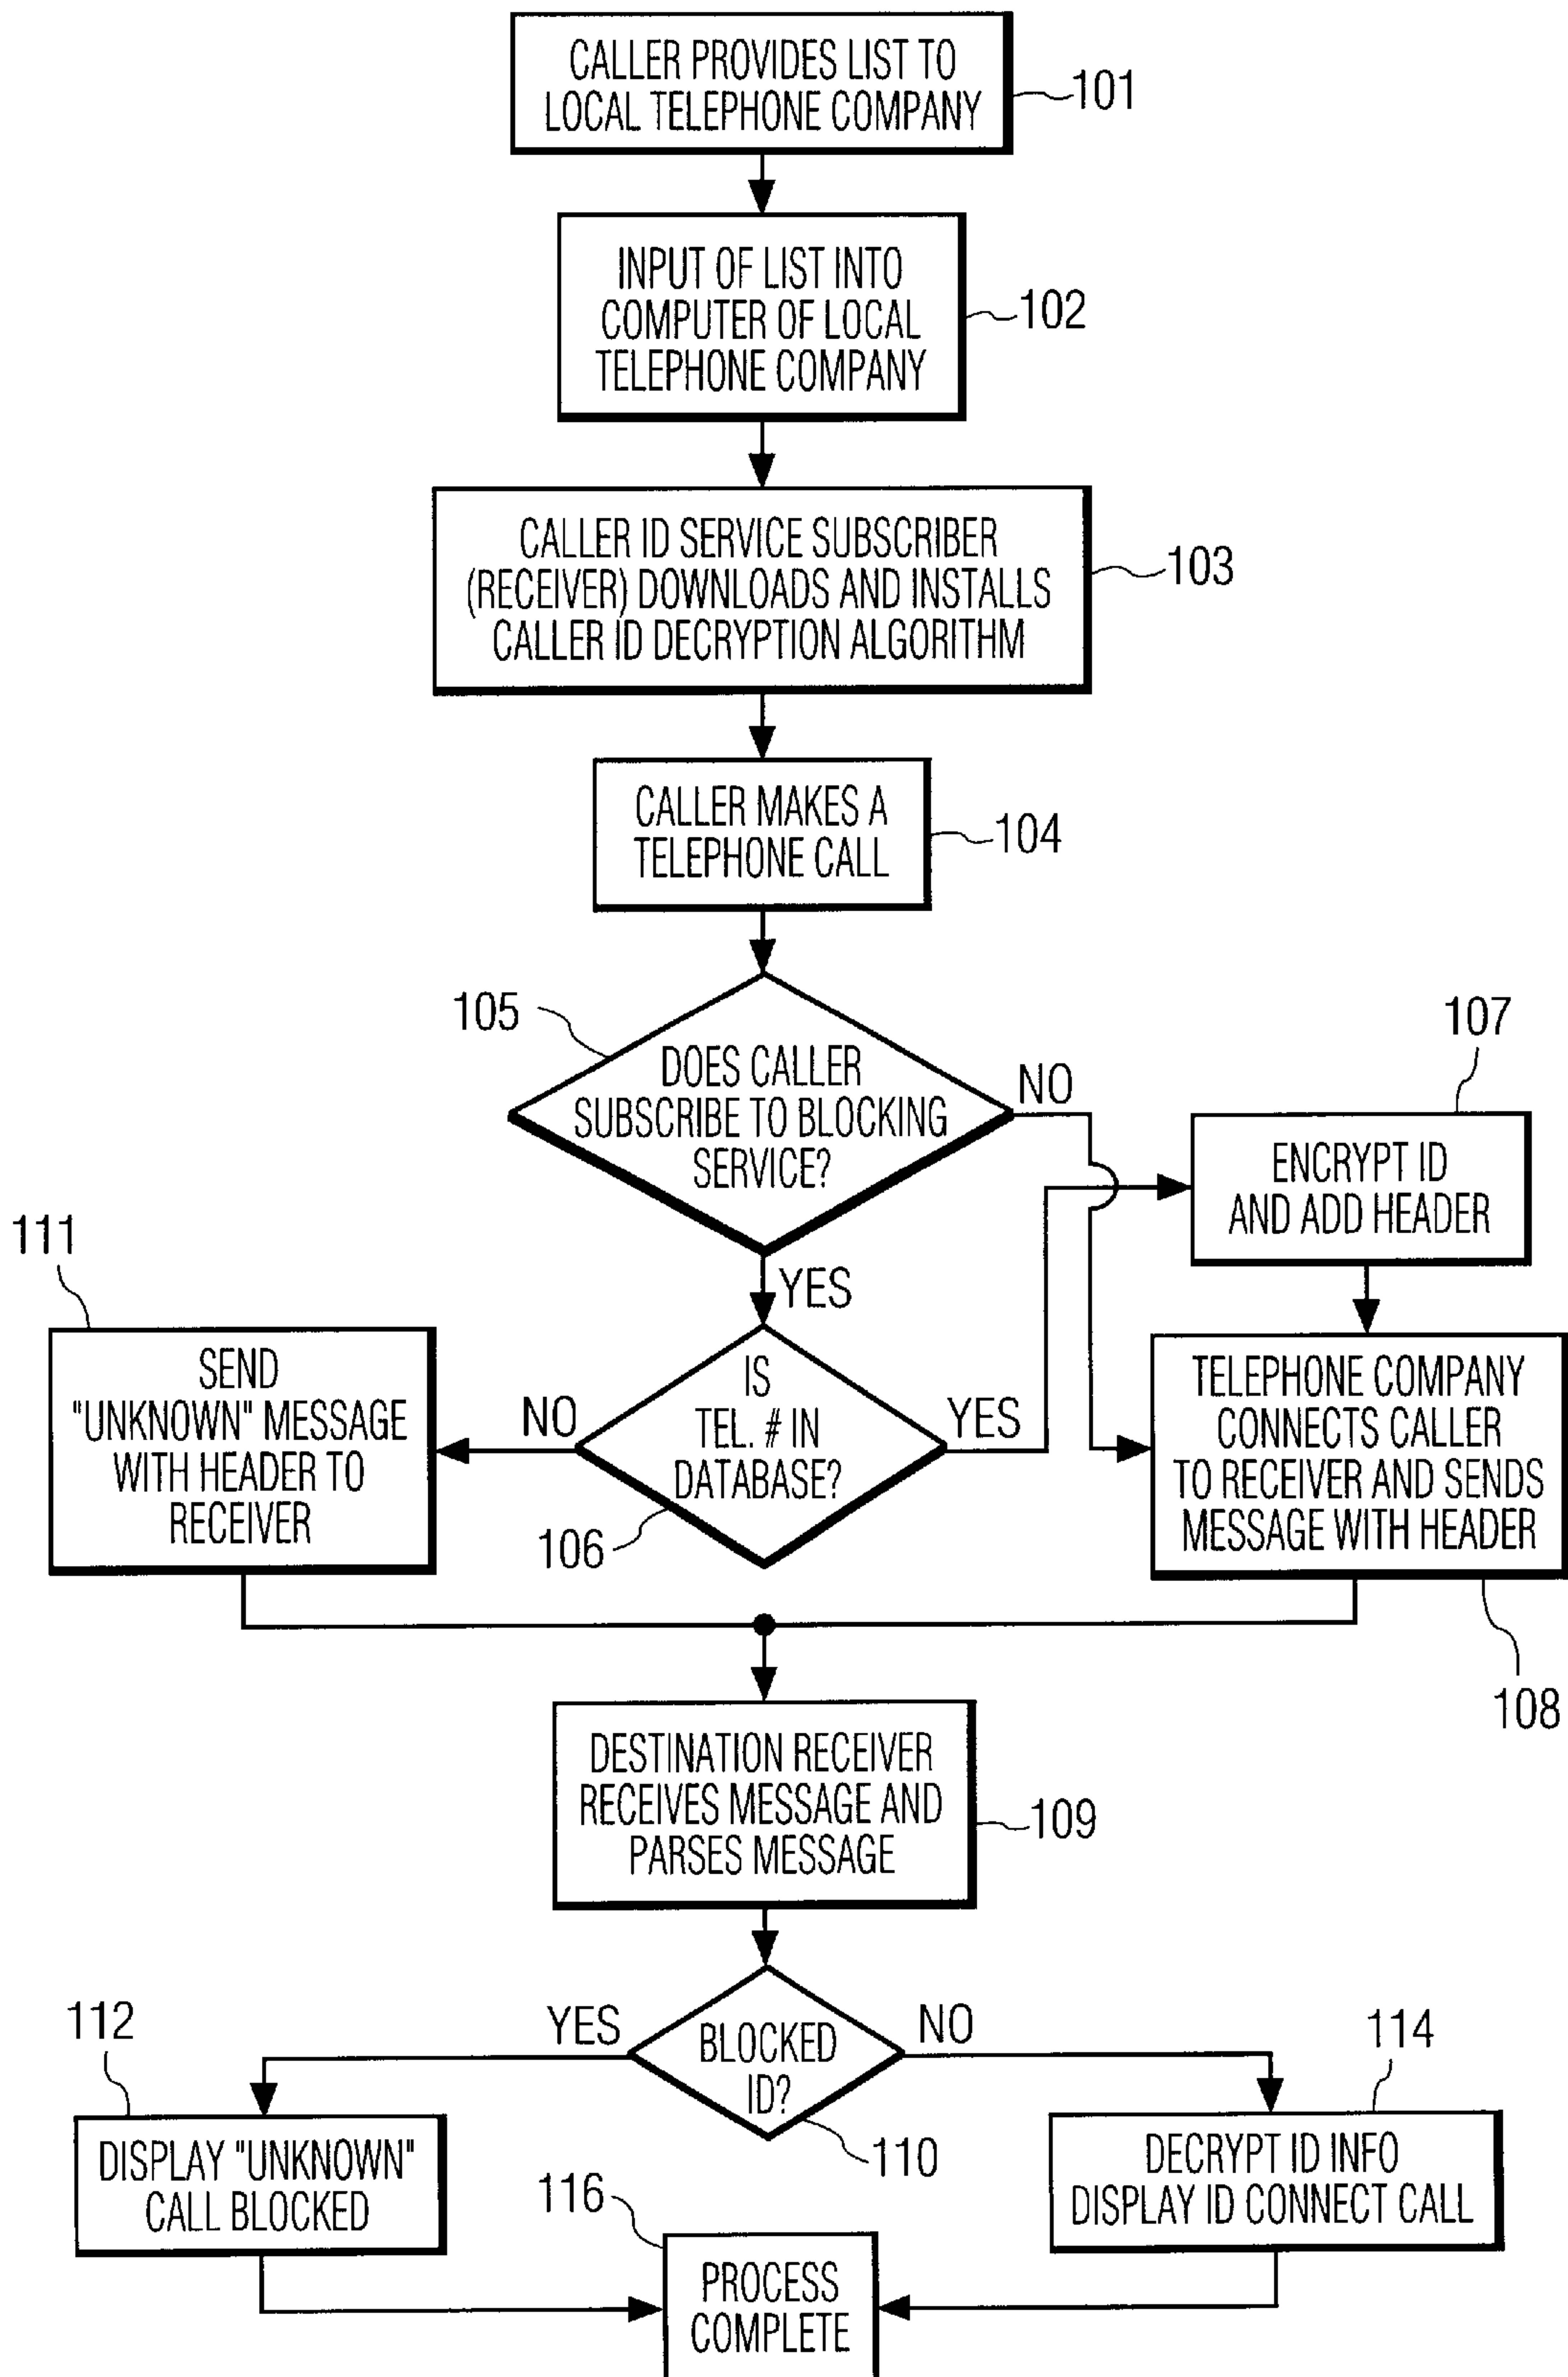 CALLER PROVIDES LIST TO
LOCAL TELEPHONE COMPANY
101
INPUT OF LIST INTO
COMPUTER OF LOCAL
TELEPHONE COMPANY
102
CALLER ID SERVICE SUBSCRIBER
(RECEIVER) DOWNLOADS AND INSTALLS
CALLER ID DECRYPTION ALGORITHM
103
CALLER MAKES A
TELEPHONE CALL
104
105
DOES CALLER
SUBSCRIBE TO BLOCKING
SERVICE?
NO
YES
107
ENCRYPT ID
AND ADD HEADER
111
SEND
"UNKNOWN" MESSAGE
WITH HEADER TO
RECEIVER
NO
IS
TEL. # IN
DATABASE?
YES
106
TELEPHONE COMPANY
CONNECTS CALLER
TO RECEIVER AND SENDS
MESSAGE WITH HEADER
108
DESTINATION RECEIVER
RECEIVES MESSAGE AND
PARSES MESSAGE
109
YES
BLOCKED
ID?
NO
110
112
DISPLAY "UNKNOWN"
CALL BLOCKED
114
DECRYPT ID INFO
DISPLAY ID CONNECT CALL
116
PROCESS
COMPLETE